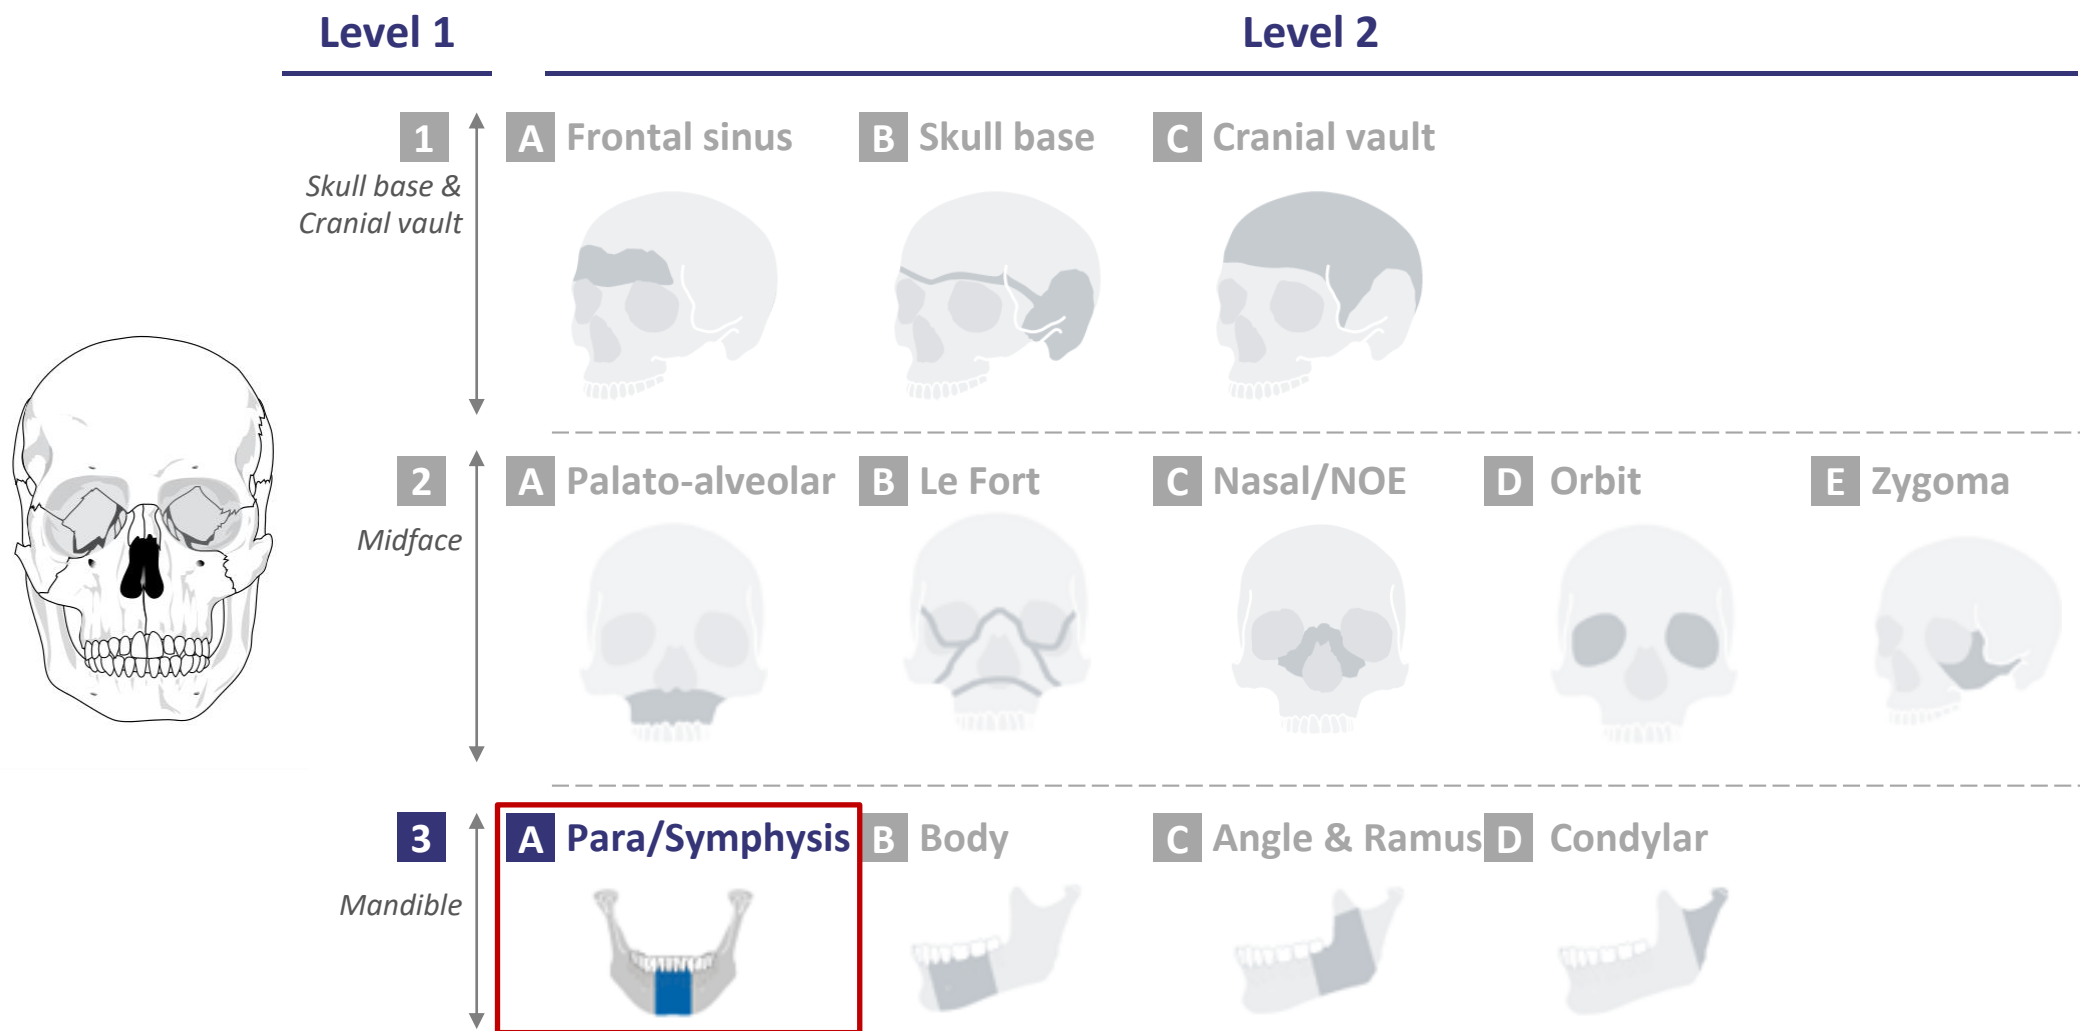 Level 1
Level 2
1
A Frontal sinus
B Skull base
C Cranial vault
Skull base &
Cranial vault
2
A Palato-alveolar
B Le Fort
C Nasal/NOE
D Orbit
E Zygoma
Midface
3
A Para/Symphysis
B Body
C Angle & Ramus
D Condylar
Mandible